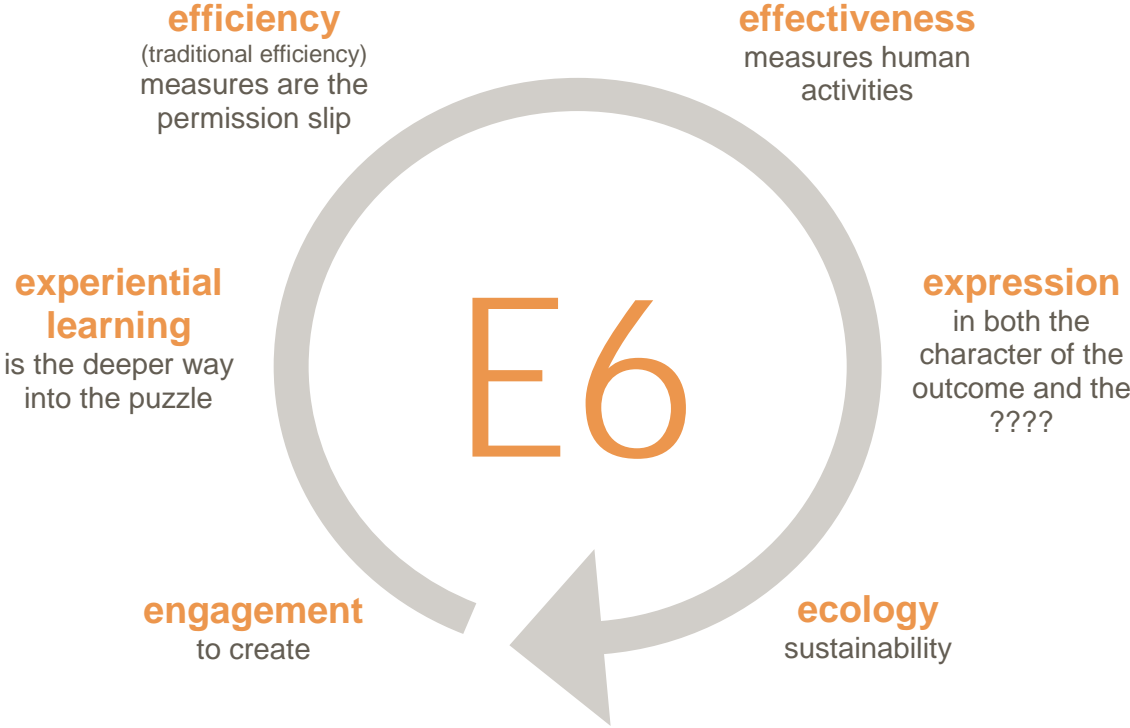 efficiency
(traditional efficiency)
measures are the
permission slip
effectiveness
measures human
activities
experiential
learning
is the deeper way
into the puzzle
E6
expression
in both the
character of the
outcome and the
????
engagement
to create
ecology
sustainability